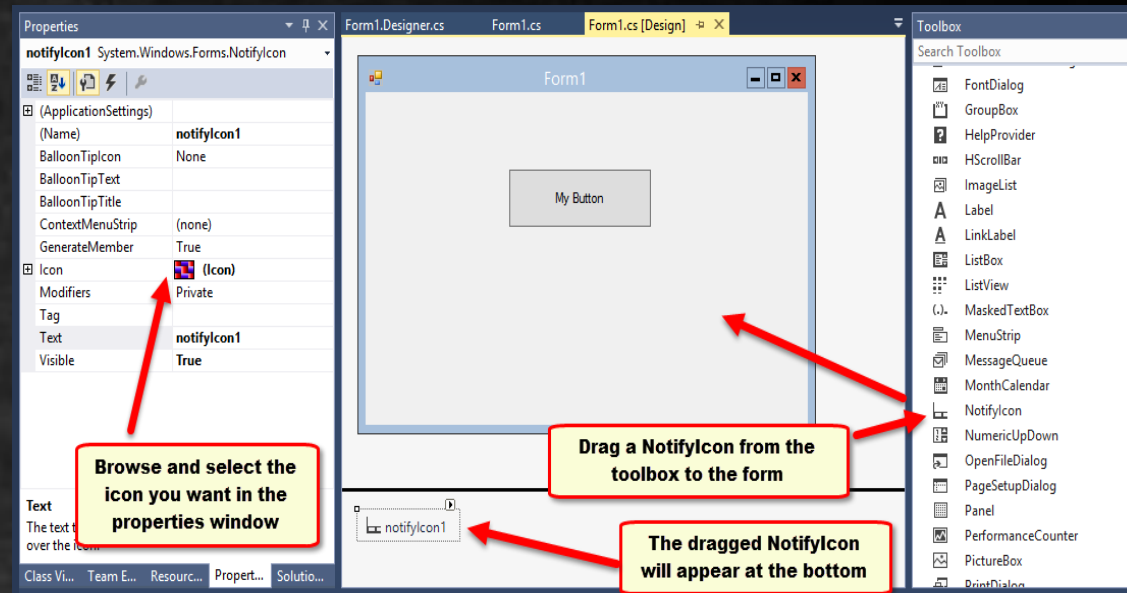 Properties
notifyIcon1 System.Windows.Forms.NotifyIcon
(ApplicationSettings)
(Name) notifyIcon1
BalloonTipIcon None
BalloonTipText
BalloonTipTitle
ContextMenuStrip (none)
GenerateMember True
Icon (Icon)
Modifiers Private
Tag
Text notifyIcon1
Visible True
Browse and select the
icon you want in the
properties window
Text
The text t
over the
Class Vi... Team E... Resourc... Propert... Solutio...
Form1.Designer.cs Form1.cs Form1.cs [Design]
Form1
My Button
Drag a NotifyIcon from the
toolbox to the form
notifyIcon1
The dragged NotifyIcon
will appear at the bottom
Toolbox
Search Toolbox
FontDialog
GroupBox
HelpProvider
HScrollBar
ImageList
Label
LinkLabel
ListBox
ListView
MaskedTextBox
MenuStrip
MessageQueue
MonthCalendar
NotifyIcon
NumericUpDown
OpenFileDialog
PageSetupDialog
Panel
PerformanceCounter
PictureBox
PrintDialog